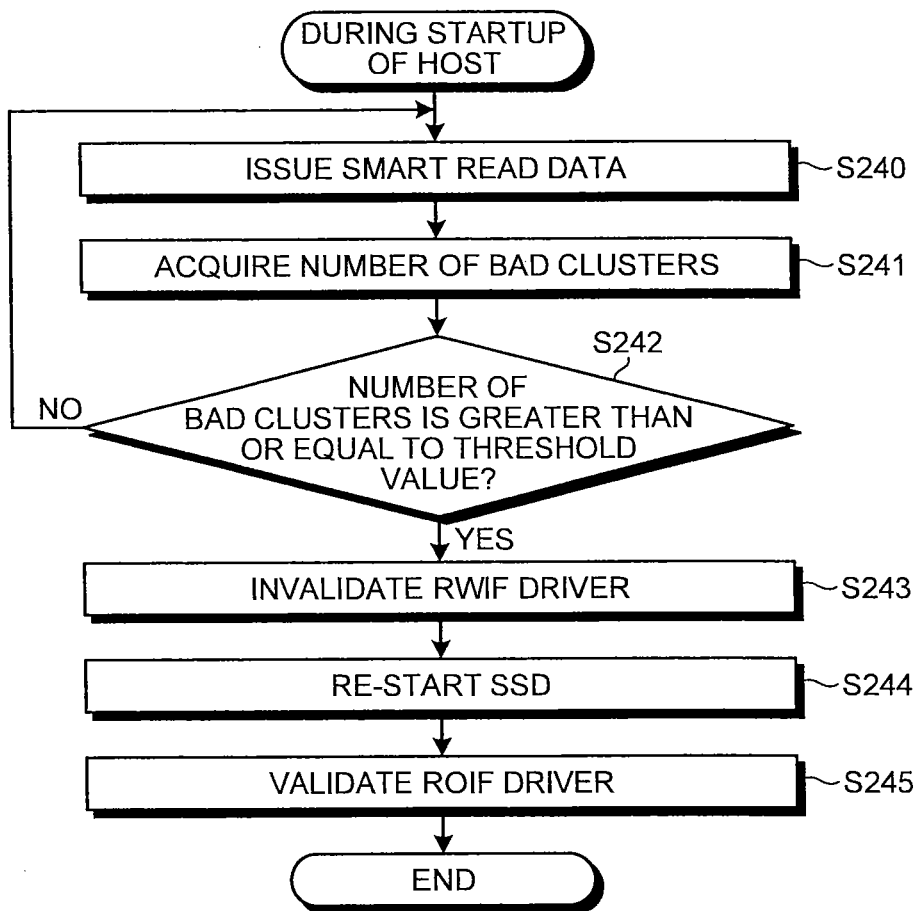 DURING STARTUP
OF HOST
ISSUE SMART READ DATA
S240
ACQUIRE NUMBER OF BAD CLUSTERS
S241
S242
NUMBER OF
BAD CLUSTERS IS GREATER THAN
OR EQUAL TO THRESHOLD
VALUE?
NO
YES
INVALIDATE RWIF DRIVER
S243
RE-START SSD
S244
VALIDATE ROIF DRIVER
S245
END